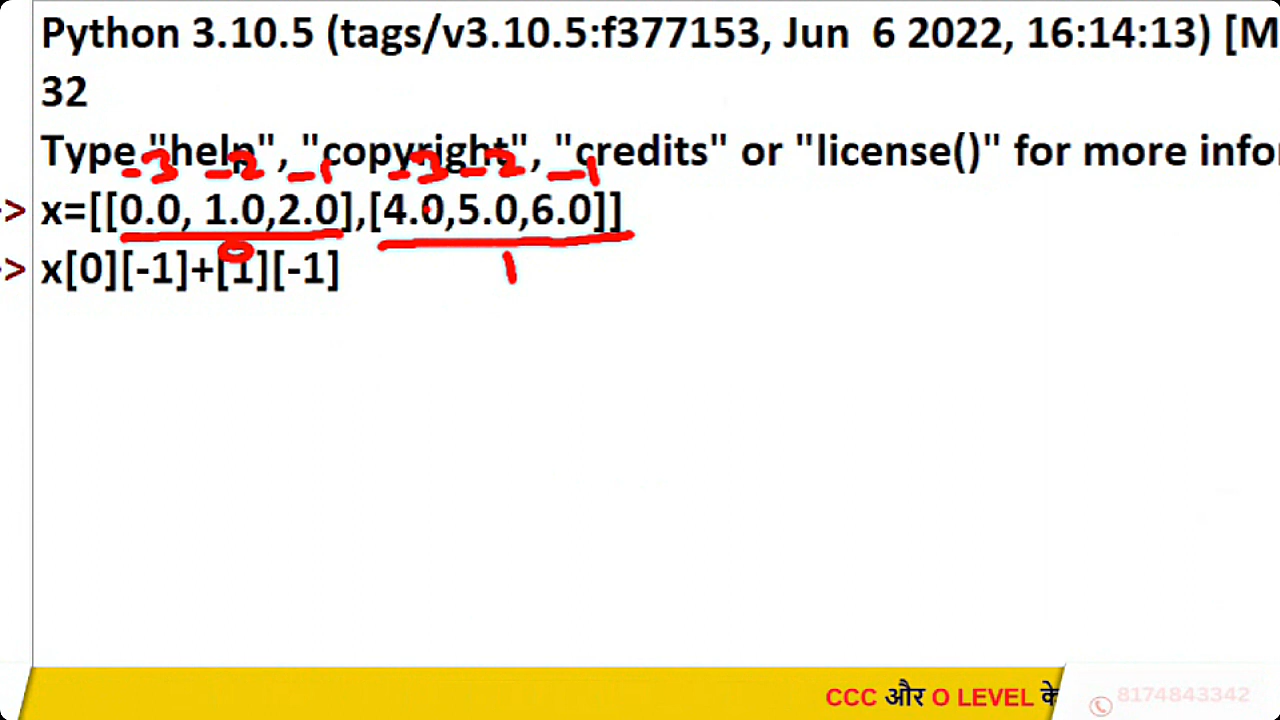 Python 3.10.5 (tags/v3.10.5:f377153, Jun 6 2022, 16:14:13) [M
32
Type "help", "copyright", "credits" or "license()" for more info
-3 -2 -1 -3 -2 -1
> x=[[0.0, 1.0,2.0],[4.0,5.0,6.0]]
0 1
> x[0][-1]+[1][-1]
CCC और O LEVEL के 8174843342